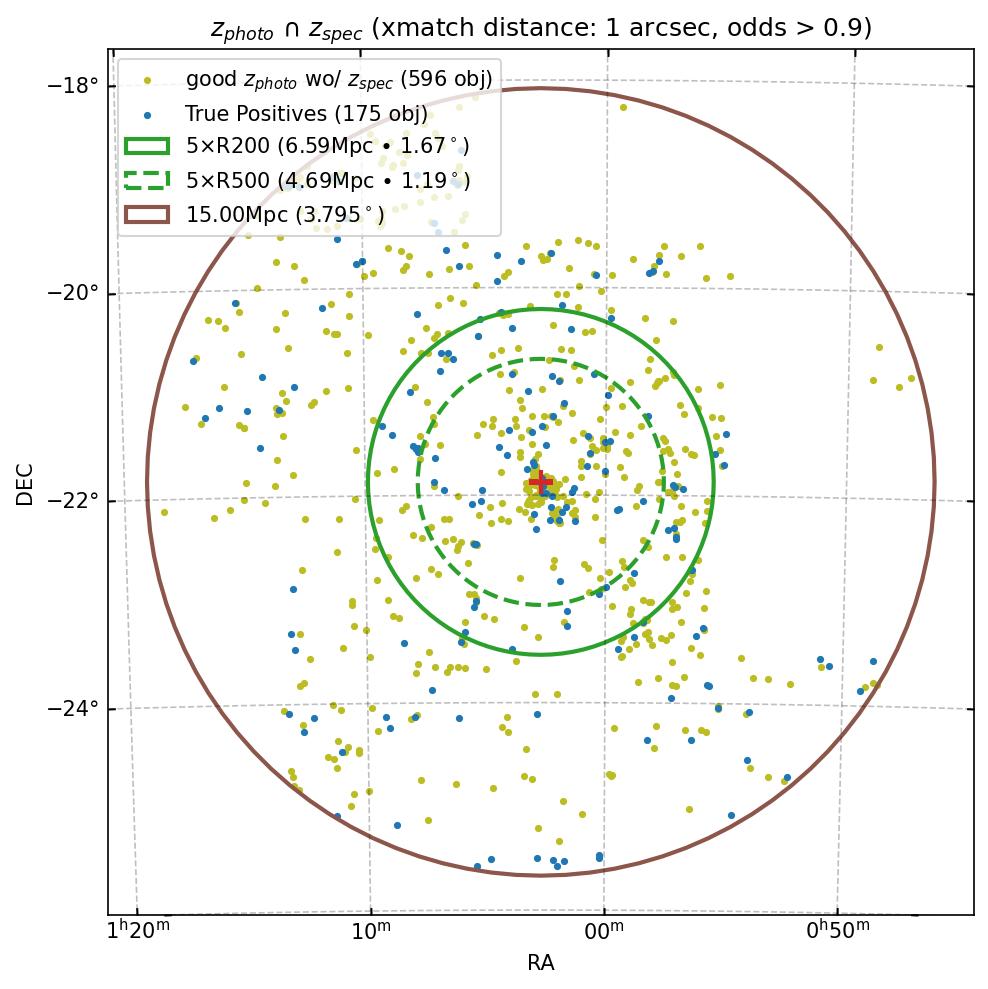 z_photo ∩ z_spec (xmatch distance: 1 arcsec, odds > 0.9)
good z_photo wo/ z_spec (596 obj)
True Positives (175 obj)
5×R200 (6.59Mpc • 1.67°)
5×R500 (4.69Mpc • 1.19°)
15.00Mpc (3.795°)
−18°
−20°
−22°
−24°
DEC
1h20m 10m 00m 0h50m
RA